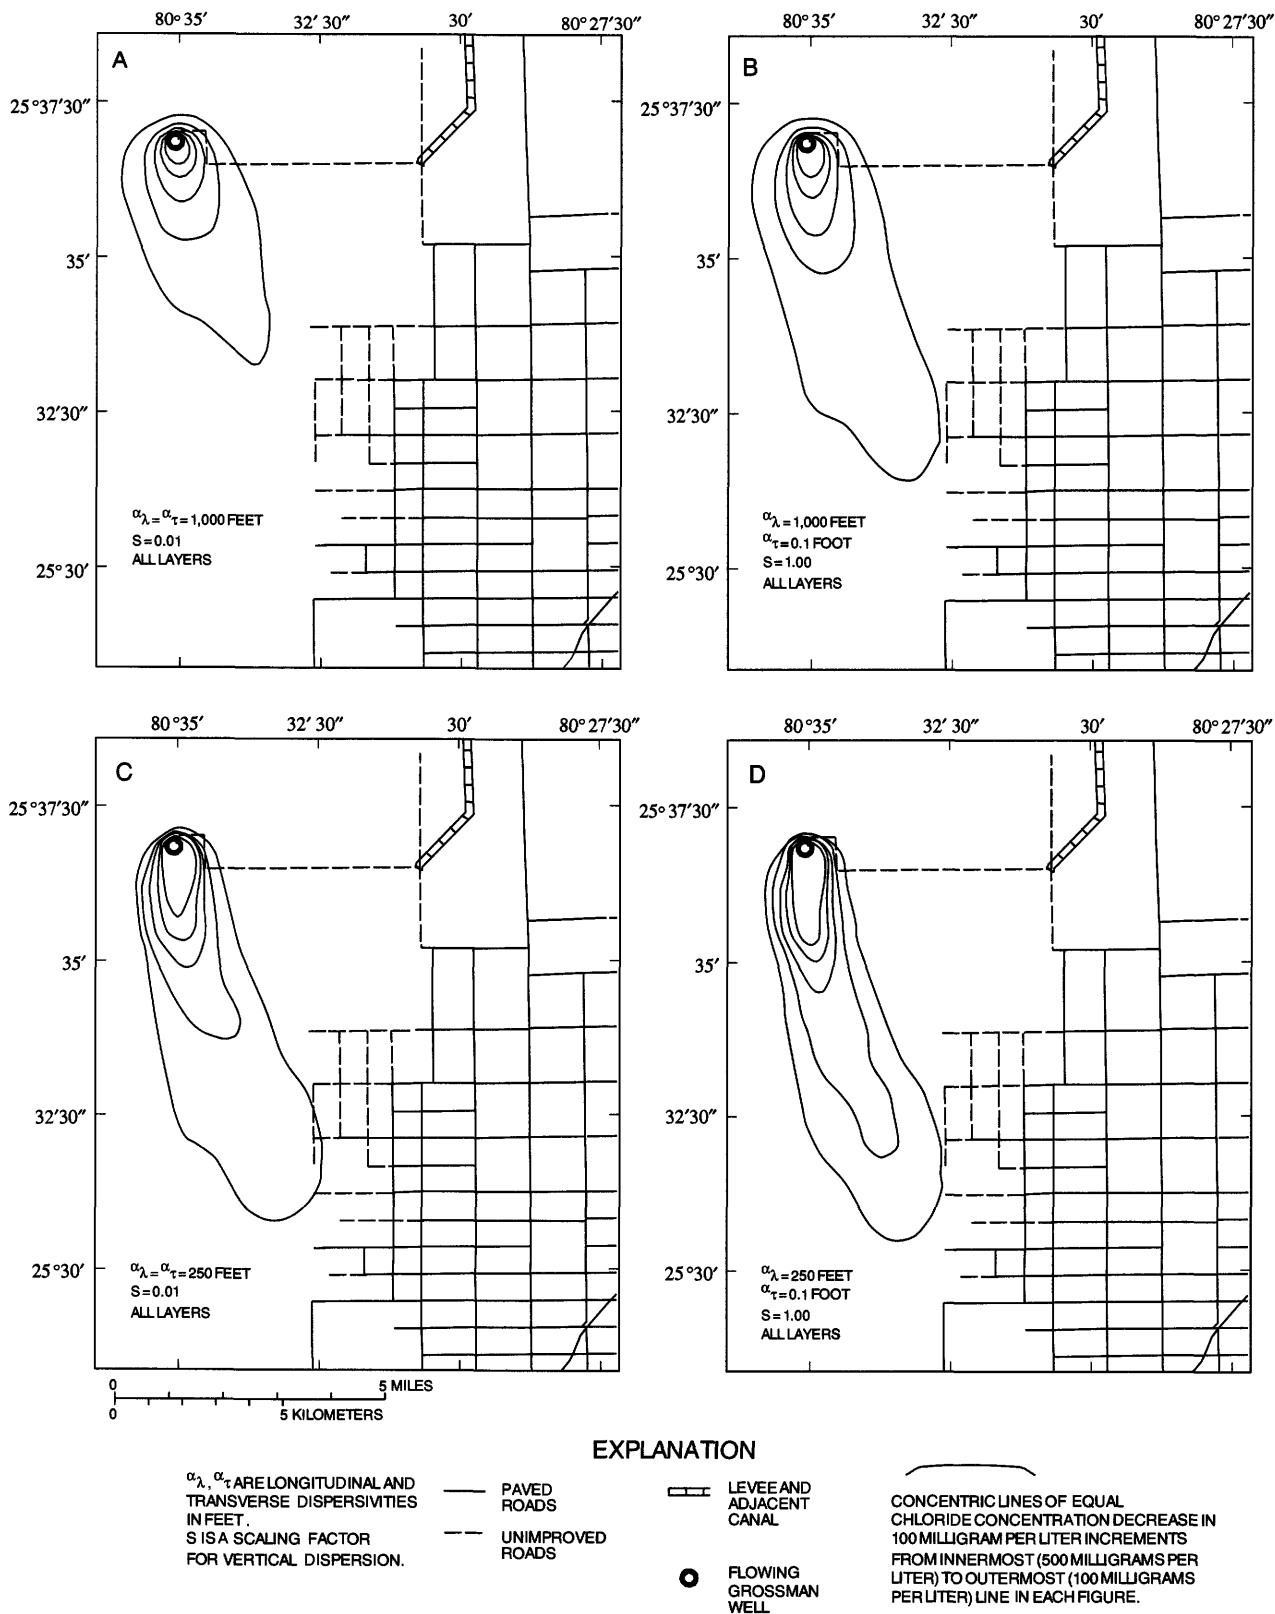 80°35′ 32′ 30″ 30′ 80°27′30″
A
25°37′30″
35′
32′30″
25°30′
αλ=ατ=1,000 FEET
S=0.01
ALL LAYERS
80°35′ 32′ 30″ 30′ 80°27′30″
B
25°37′30″
35′
32′30″
25°30′
αλ=1,000 FEET
ατ=0.1 FOOT
S=1.00
ALL LAYERS
80°35′ 32′ 30″ 30′ 80°27′30″
C
25°37′30″
35′
32′30″
25°30′
αλ=ατ=250 FEET
S=0.01
ALL LAYERS
80°35′ 32′ 30″ 30′ 80°27′30″
D
25°37′30″
35′
32′30″
25°30′
αλ=250 FEET
ατ=0.1 FOOT
S=1.00
ALL LAYERS
0 5 MILES
0 5 KILOMETERS
EXPLANATION
αλ, ατ ARE LONGITUDINAL AND
TRANSVERSE DISPERSIVITIES
IN FEET.
S IS A SCALING FACTOR
FOR VERTICAL DISPERSION.
PAVED
ROADS
UNIMPROVED
ROADS
LEVEE AND
ADJACENT
CANAL
FLOWING
GROSSMAN
WELL
CONCENTRIC LINES OF EQUAL
CHLORIDE CONCENTRATION DECREASE IN
100 MILLIGRAM PER LITER INCREMENTS
FROM INNERMOST (500 MILLIGRAMS PER
LITER) TO OUTERMOST (100 MILLIGRAMS
PER LITER) LINE IN EACH FIGURE.